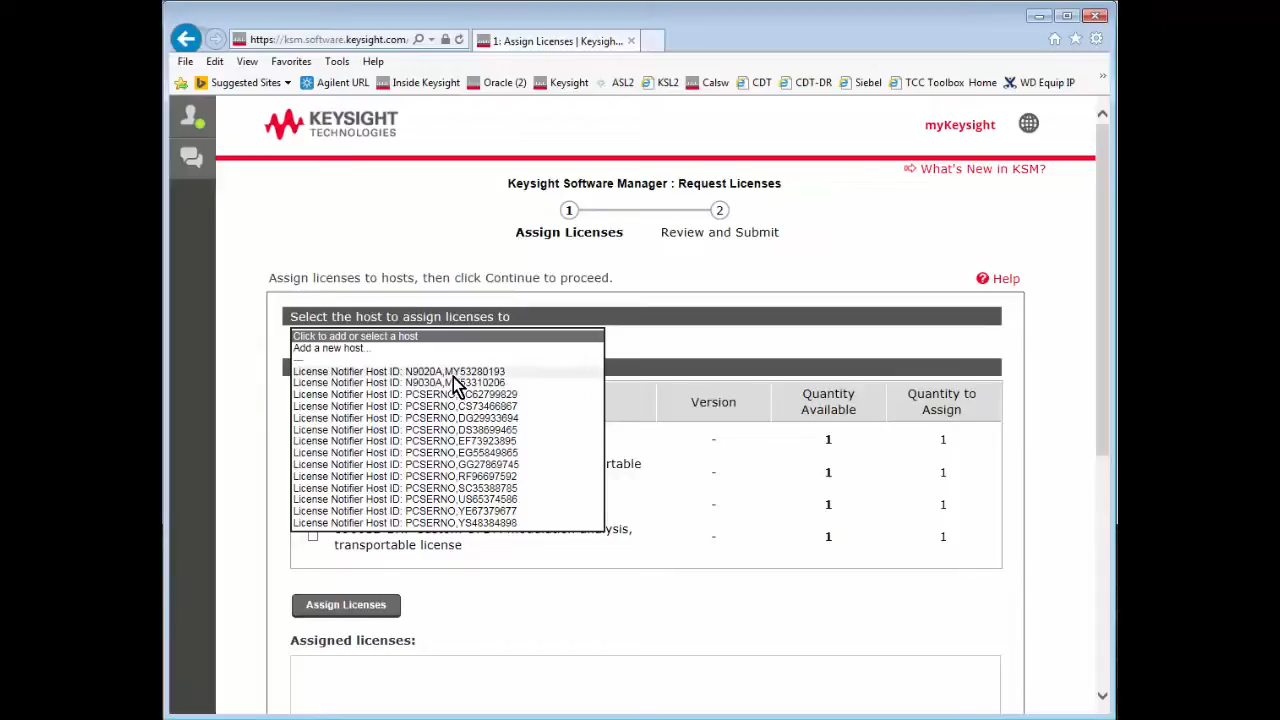 https://ksm.software.keysight.com/
1: Assign Licenses | Keysigh...
File Edit View Favorites Tools Help
Suggested Sites Agilent URL Inside Keysight Oracle (2) Keysight ASL2 KSL2 Calsw CDT CDT-DR Siebel TCC Toolbox Home WD Equip IP
KEYSIGHT
TECHNOLOGIES
myKeysight
What's New in KSM?
Keysight Software Manager : Request Licenses
1 2
Assign Licenses Review and Submit
Assign licenses to hosts, then click Continue to proceed.
Help
Select the host to assign licenses to
Click to add or select a host
Add a new host...
---
License Notifier Host ID: N9020A,MY53280193
License Notifier Host ID: N9030A,MY53310206
License Notifier Host ID: PCSERNO,
License Notifier Host ID: PCSERNO,CS73466867
License Notifier Host ID: PCSERNO,DG29933694
License Notifier Host ID: PCSERNO,DS38699465
License Notifier Host ID: PCSERNO,EF73923895
License Notifier Host ID: PCSERNO,EG55849865
License Notifier Host ID: PCSERNO,GG27869745
License Notifier Host ID: PCSERNO,RF96697592
License Notifier Host ID: PCSERNO,SC35388785
License Notifier Host ID: PCSERNO,US65374586
License Notifier Host ID: PCSERNO,YE67379677
License Notifier Host ID: PCSERNO,YS48384898
Version
Quantity
Available
Quantity to
Assign
- 1 1
rtable
- 1 1
- 1 1
modulation analysis,
transportable license
- 1 1
Assign Licenses
Assigned licenses: